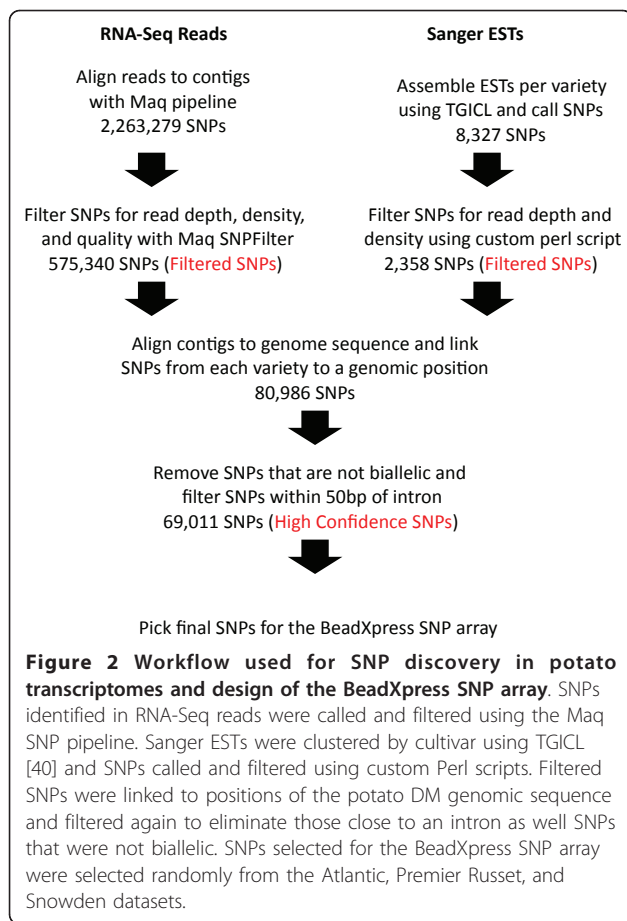 RNA-Seq Reads
Align reads to contigs
with Maq pipeline
2,263,279 SNPs
Filter SNPs for read depth, density,
and quality with Maq SNPFilter
575,340 SNPs (Filtered SNPs)
Sanger ESTs
Assemble ESTs per variety
using TGICL and call SNPs
8,327 SNPs
Filter SNPs for read depth and
density using custom perl script
2,358 SNPs (Filtered SNPs)
Align contigs to genome sequence and link
SNPs from each variety to a genomic position
80,986 SNPs
Remove SNPs that are not biallelic and
filter SNPs within 50bp of intron
69,011 SNPs (High Confidence SNPs)
Pick final SNPs for the BeadXpress SNP array
Figure 2 Workflow used for SNP discovery in potato
transcriptomes and design of the BeadXpress SNP array. SNPs
identified in RNA-Seq reads were called and filtered using the Maq
SNP pipeline. Sanger ESTs were clustered by cultivar using TGICL
[40] and SNPs called and filtered using custom Perl scripts. Filtered
SNPs were linked to positions of the potato DM genomic sequence
and filtered again to eliminate those close to an intron as well SNPs
that were not biallelic. SNPs selected for the BeadXpress SNP array
were selected randomly from the Atlantic, Premier Russet, and
Snowden datasets.